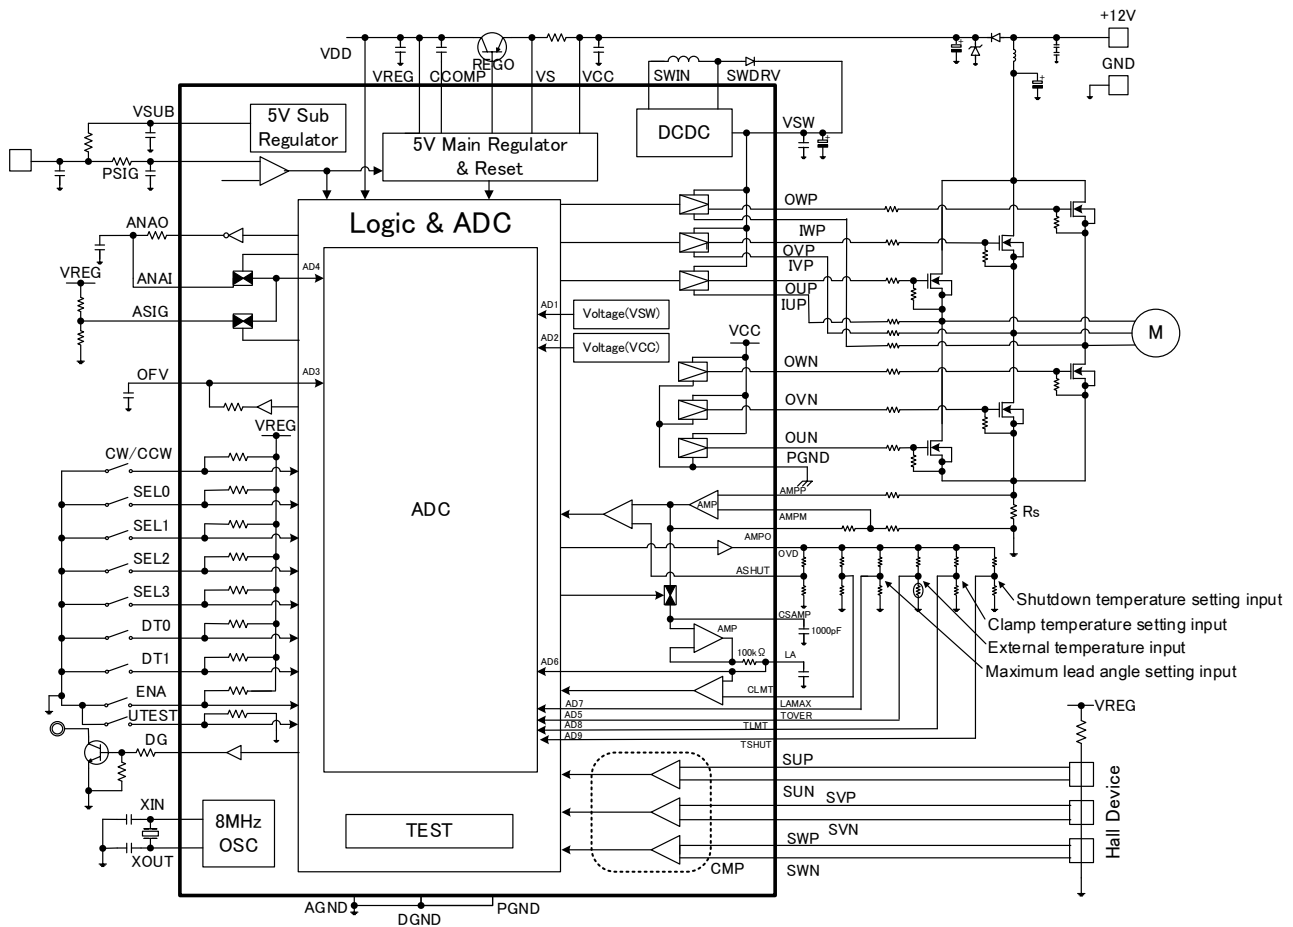 +12V
VDD
VREG
CCOMP
REGO
VS
VCC
SWIN
SWDRV
GND
VSUB
5V Sub
Regulator
5V Main Regulator
& Reset
DCDC
VSW
PSIG
Logic & ADC
OWP
IWP
OVP
IVP
OUP
IUP
ANAO
VREG
ANAI
ASIG
AD4
AD1
Voltage(VSW)
AD2
Voltage(VCC)
VCC
M
OFV
AD3
OWN
OVN
OUN
PGND
VREG
CW/CCW
SEL0
SEL1
SEL2
SEL3
DT0
DT1
ENA
UTEST
DG
ADC
AMP
AMPP
AMPM
Rs
AMPO
OVD
ASHUT
CSAMP
1000pF
AMP
100kΩ
LA
AD6
CLMT
AD7
LAMAX
AD5
TOVER
AD8
TLMT
AD9
TSHUT
Shutdown temperature setting input
Clamp temperature setting input
External temperature input
Maximum lead angle setting input
VREG
SUP
SUN
SVP
SVN
SWP
SWN
CMP
Hall Device
XIN
XOUT
8MHz
OSC
TEST
AGND
DGND
PGND